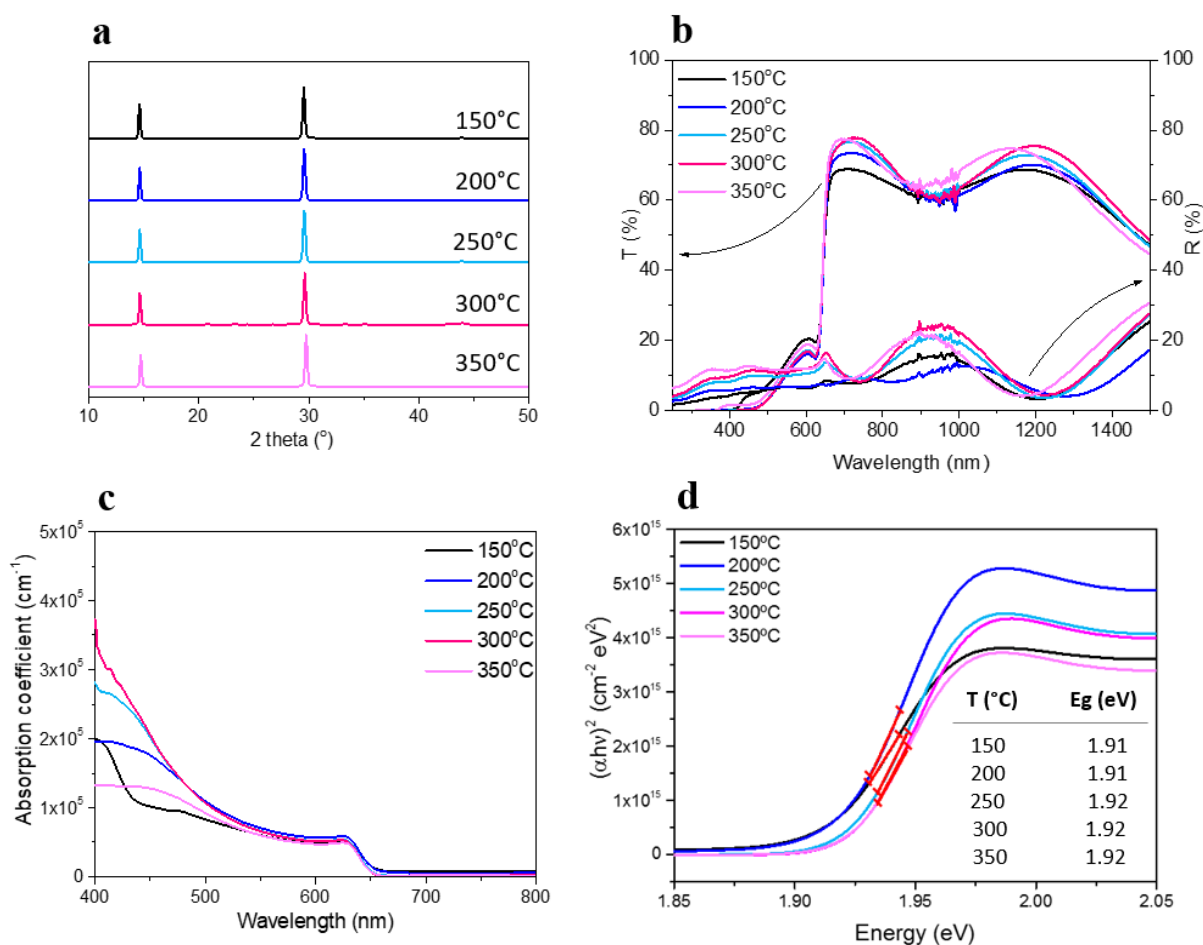 a
150°C
200°C
250°C
300°C
350°C
10 20 30 40 50
2 theta (°)
b
100
80
60
40
20
0
T (%)
150°C
200°C
250°C
300°C
350°C
100
80
60
40
20
0
R (%)
400 600 800 1000 1200 1400
Wavelength (nm)
c
5x10⁵
4x10⁵
3x10⁵
2x10⁵
1x10⁵
0
Absorption coefficient (cm⁻¹)
150°C
200°C
250°C
300°C
350°C
400 500 600 700 800
Wavelength (nm)
d
6x10¹⁵
5x10¹⁵
4x10¹⁵
3x10¹⁵
2x10¹⁵
1x10¹⁵
0
(αhν)² (cm⁻² eV²)
150ºC
200ºC
250ºC
300ºC
350ºC
T (°C) Eg (eV)
150 1.91
200 1.91
250 1.92
300 1.92
350 1.92
1.85 1.90 1.95 2.00 2.05
Energy (eV)